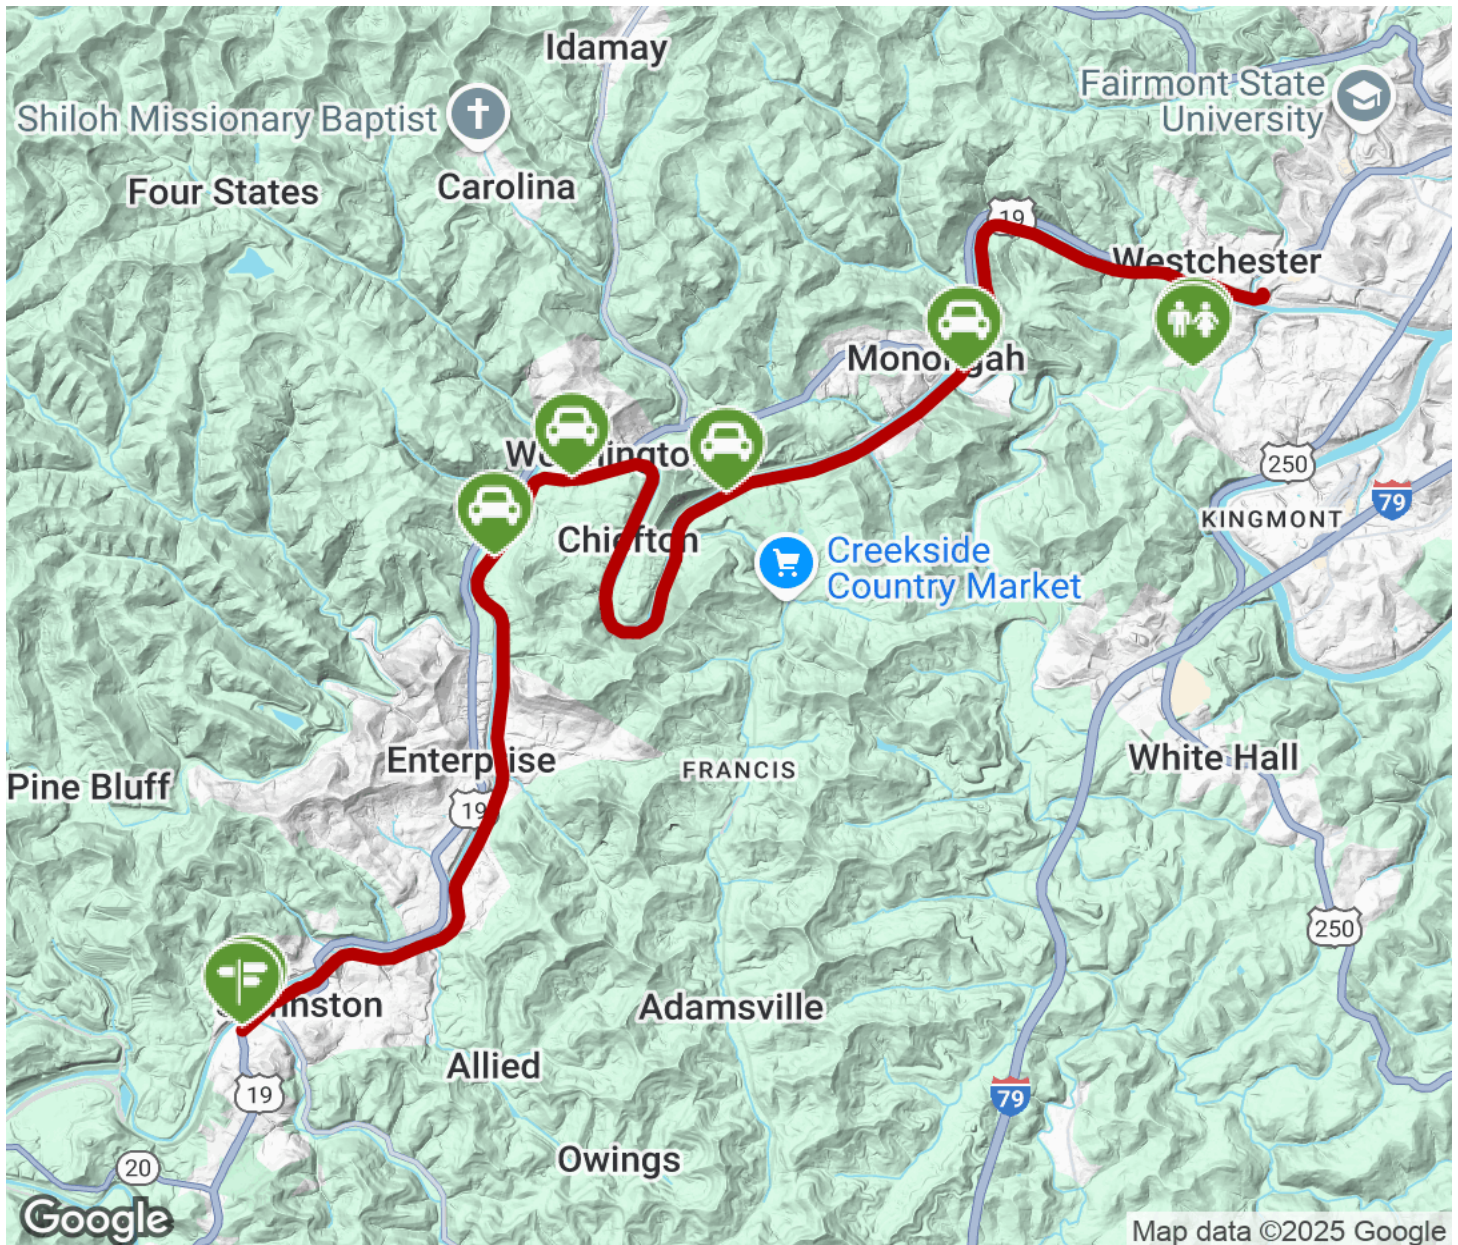 Idamay
Fairmont State
University
Shiloh Missionary Baptist
Four States
Carolina
19
Westchester
Monongah
250
79
KINGMONT
Chiefton
Creekside
Country Market
Enterprise
FRANCIS
White Hall
Pine Bluff
19
250
Adamsville
Allied
79
19
Owings
20
Google
Map data ©2025 Google